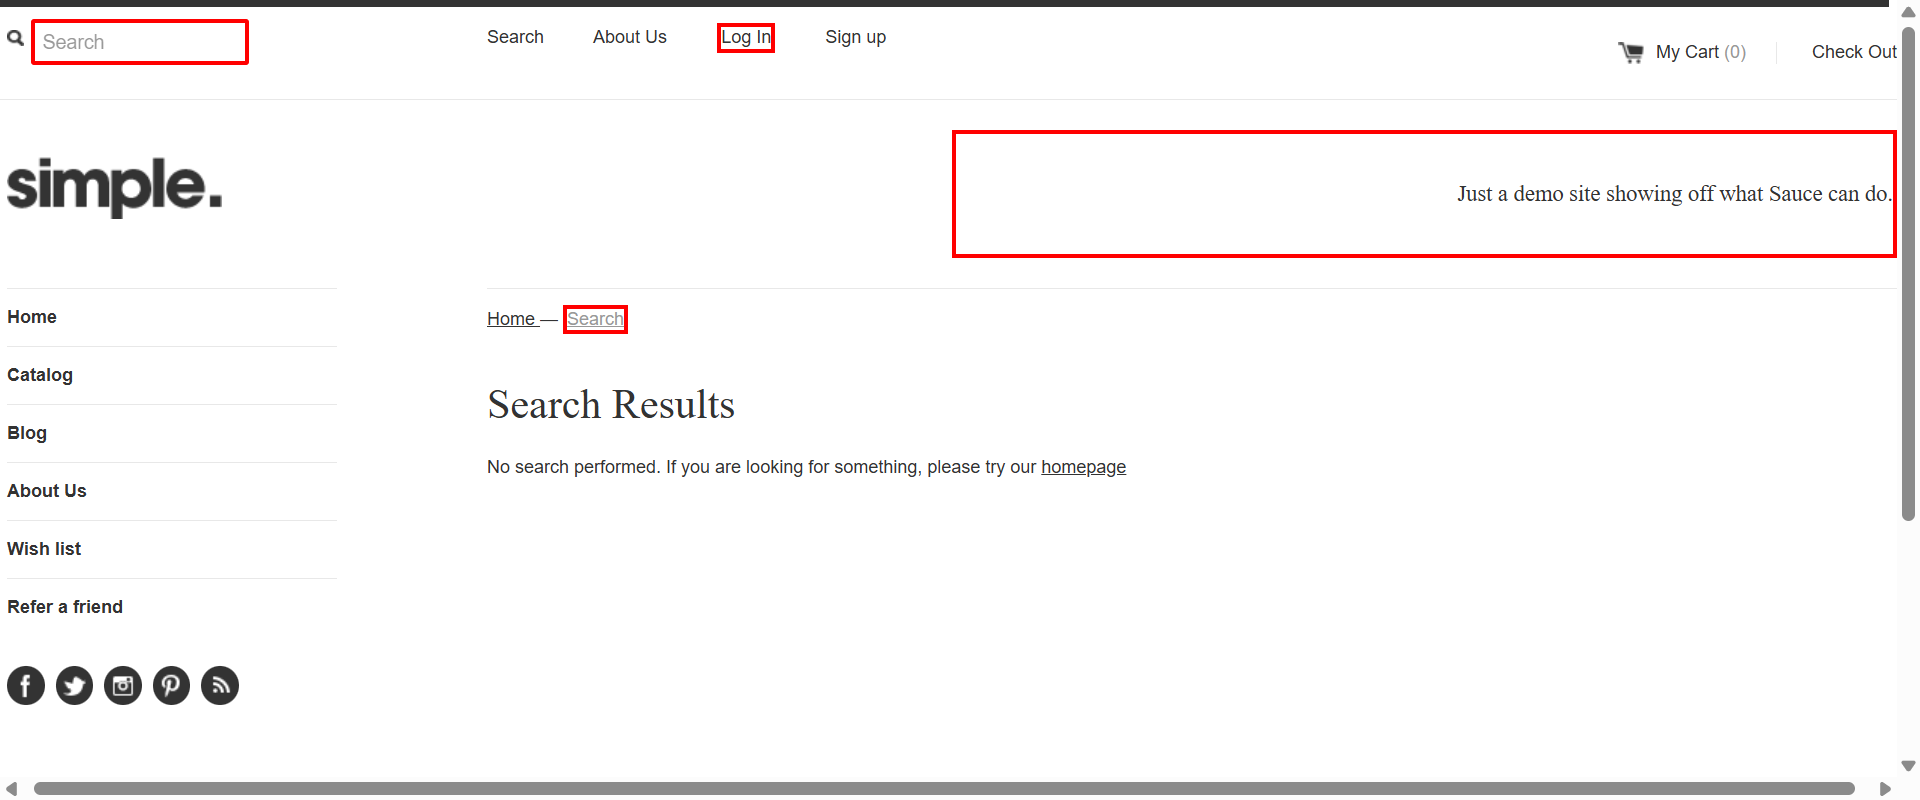 Search
Search
About Us
Log In
Sign up
My Cart (0)
Check Out
simple.
Just a demo site showing off what Sauce can do.
Home
Catalog
Blog
About Us
Wish list
Refer a friend
Home — Search
Search Results
No search performed. If you are looking for something, please try our homepage